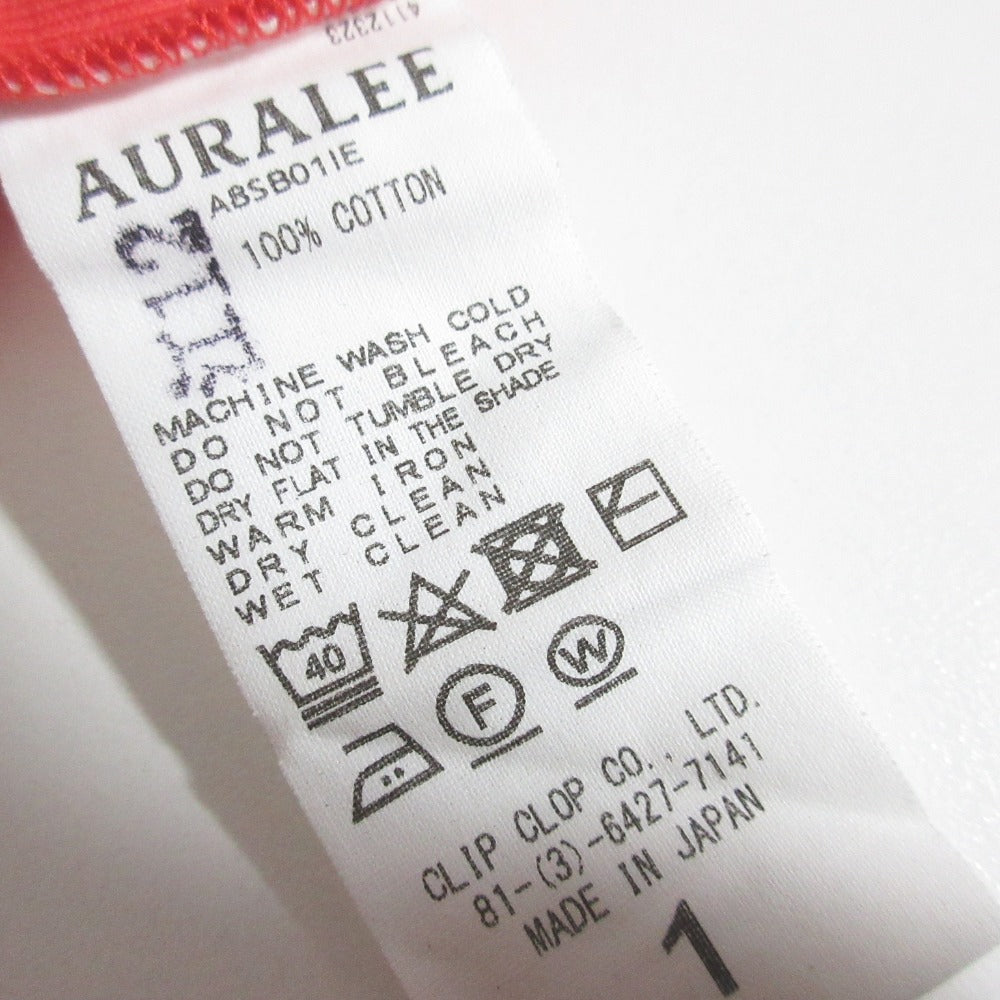 4112323
AURALEE
A8SB01IE
100% COTTON
MACHINE WASH COLD
DO NOT BLEACH
DO NOT TUMBLE DRY
DRY FLAT IN THE SHADE
WARM IRON
DRY CLEAN
WET CLEAN
40
F
W
CLIP CLOP CO., LTD.
81-(3)-6427-7141
MADE IN JAPAN
1